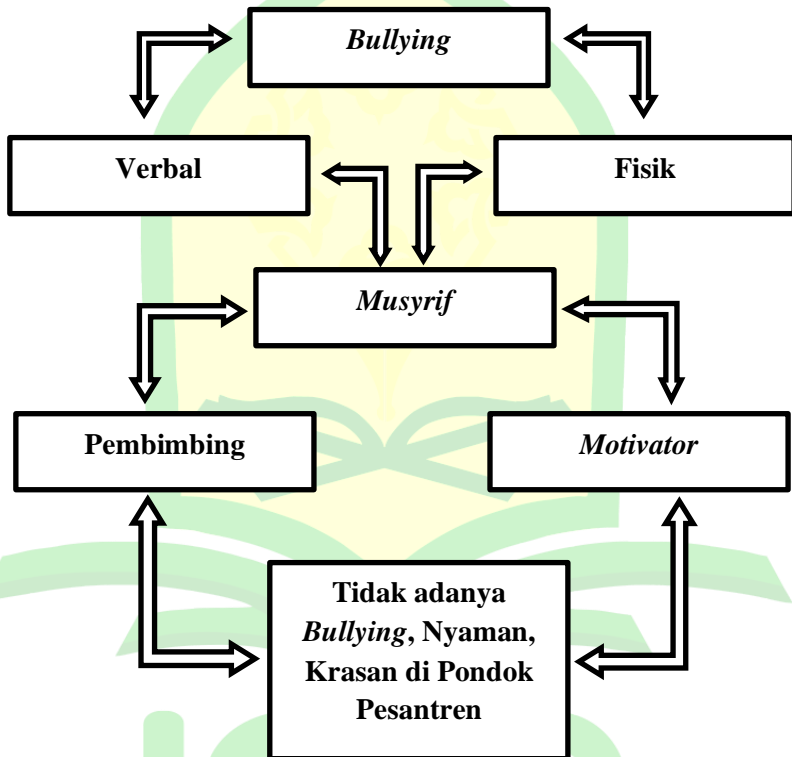 Bullying
Verbal
Fisik
Musyrif
Pembimbing
Motivator
Tidak adanya
Bullying, Nyaman,
Krasan di Pondok
Pesantren